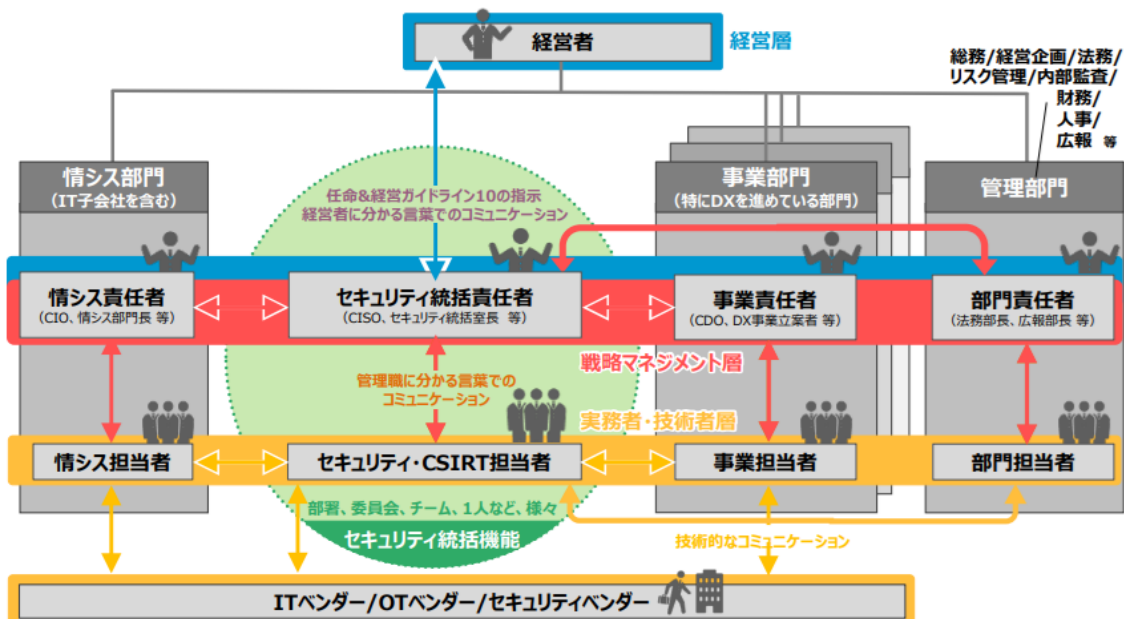 経営者
経営層
総務/経営企画/法務/
リスク管理/内部監査/
財務/
人事/
広報 等
情シス部門
(IT子会社を含む)
任命&経営ガイドライン10の指示
経営者に分かる言葉でのコミュニケーション
事業部門
(特にDXを進めている部門)
管理部門
情シス責任者
(CIO、情シス部門長 等)
セキュリティ統括責任者
(CISO、セキュリティ統括室長 等)
事業責任者
(CDO、DX事業立案者 等)
部門責任者
(法務部長、広報部長 等)
戦略マネジメント層
管理職に分かる言葉での
コミュニケーション
実務者・技術者層
情シス担当者
セキュリティ・CSIRT担当者
事業担当者
部門担当者
部署、委員会、チーム、1人など、様々
セキュリティ統括機能
技術的なコミュニケーション
ITベンダー/OTベンダー/セキュリティベンダー